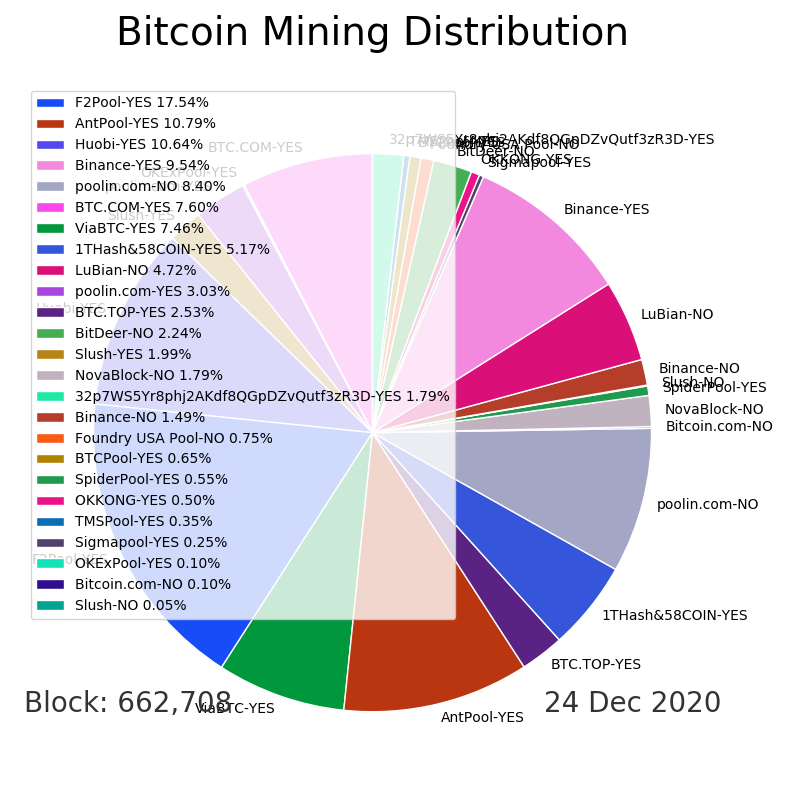 Bitcoin Mining Distribution
F2Pool-YES 17.54%
AntPool-YES 10.79%
Huobi-YES 10.64%
Binance-YES 9.54%
poolin.com-NO 8.40%
BTC.COM-YES 7.60%
ViaBTC-YES 7.46%
1THash&58COIN-YES 5.17%
LuBian-NO 4.72%
poolin.com-YES 3.03%
BTC.TOP-YES 2.53%
BitDeer-NO 2.24%
Slush-YES 1.99%
NovaBlock-NO 1.79%
32p7WS5Yr8phj2AKdf8QGpDZvQutf3zR3D-YES 1.79%
Binance-NO 1.49%
Foundry USA Pool-NO 0.75%
BTCPool-YES 0.65%
SpiderPool-YES 0.55%
OKKONG-YES 0.50%
TMSPool-YES 0.35%
Sigmapool-YES 0.25%
OKExPool-YES 0.10%
Bitcoin.com-NO 0.10%
Slush-NO 0.05%
32p7WS5Yr8phj2AKdf8QGpDZvQutf3zR3D-YES
BTC.COM-YES
BitDeer-NO
OKKONG-YES
Sigmapool-YES
OKExPool-YES
Slush-YES
Binance-YES
Huobi-YES
LuBian-NO
Binance-NO
Slush-NO
SpiderPool-YES
NovaBlock-NO
Bitcoin.com-NO
poolin.com-NO
F2Pool-YES
1THash&58COIN-YES
BTC.TOP-YES
ViaBTC-YES
AntPool-YES
Block: 662,708
24 Dec 2020